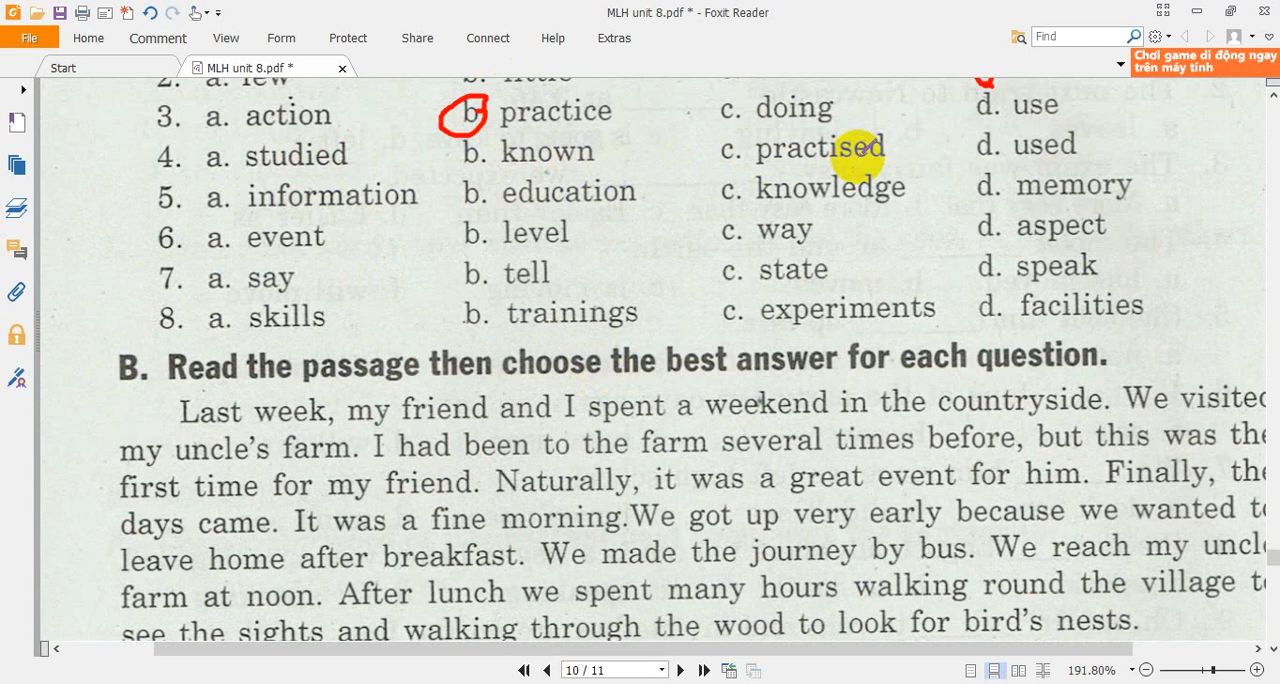 MLH unit 8.pdf * - Foxit Reader
File Home Comment View Form Protect Share Connect Help Extras Find
Chơi game di động ngay
trên máy tính
Start MLH unit 8.pdf *
2. a. few b. little
3. a. action b. practice c. doing d. use
4. a. studied b. known c. practised d. used
5. a. information b. education c. knowledge d. memory
6. a. event b. level c. way d. aspect
7. a. say b. tell c. state d. speak
8. a. skills b. trainings c. experiments d. facilities
B. Read the passage then choose the best answer for each question.
Last week, my friend and I spent a weekend in the countryside. We visited
my uncle's farm. I had been to the farm several times before, but this was the
first time for my friend. Naturally, it was a great event for him. Finally, the
days came. It was a fine morning.We got up very early because we wanted to
leave home after breakfast. We made the journey by bus. We reach my uncle
farm at noon. After lunch we spent many hours walking round the village to
see the sights and walking through the wood to look for bird's nests.
10 / 11 191.80%